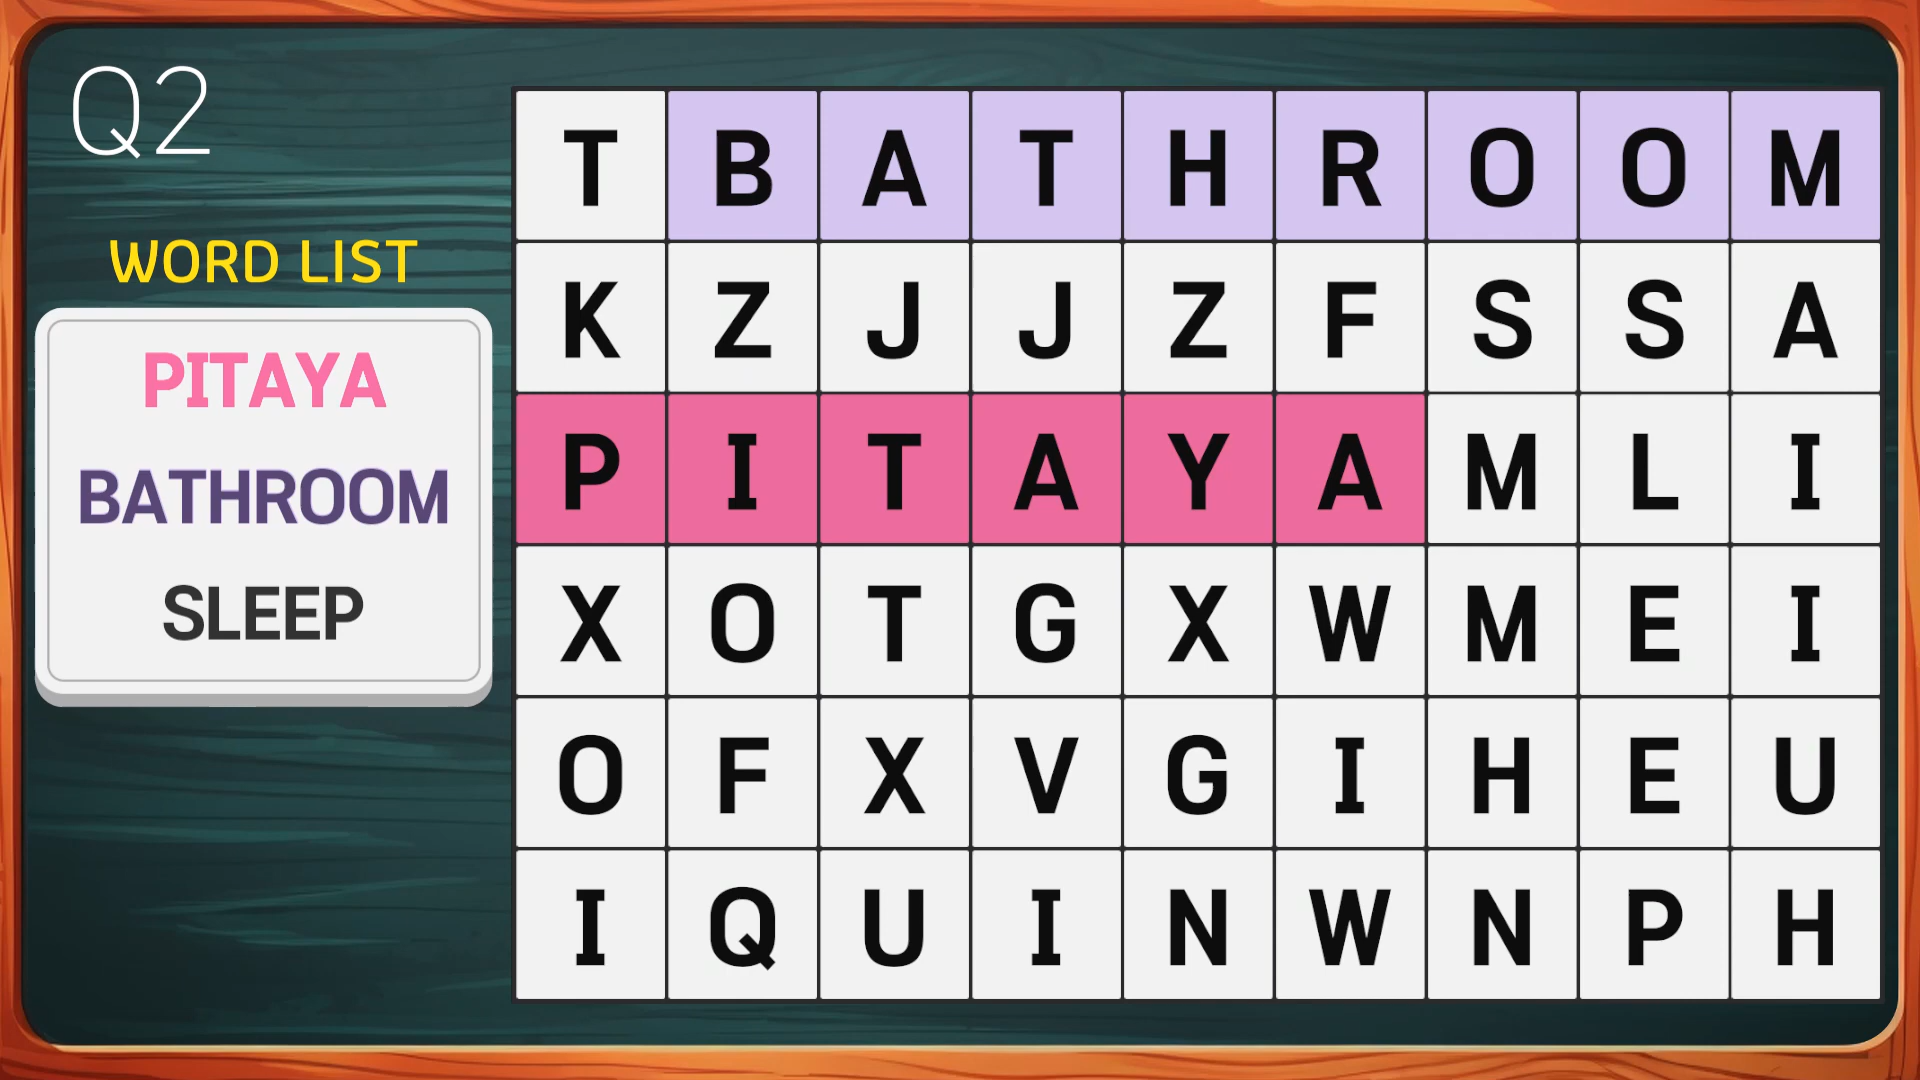 Q2
WORD LIST
PITAYA
BATHROOM
SLEEP
T B A T H R O O M
K Z J J Z F S S A
P I T A Y A M L I
X O T G X W M E I
O F X V G I H E U
I Q U I N W N P H